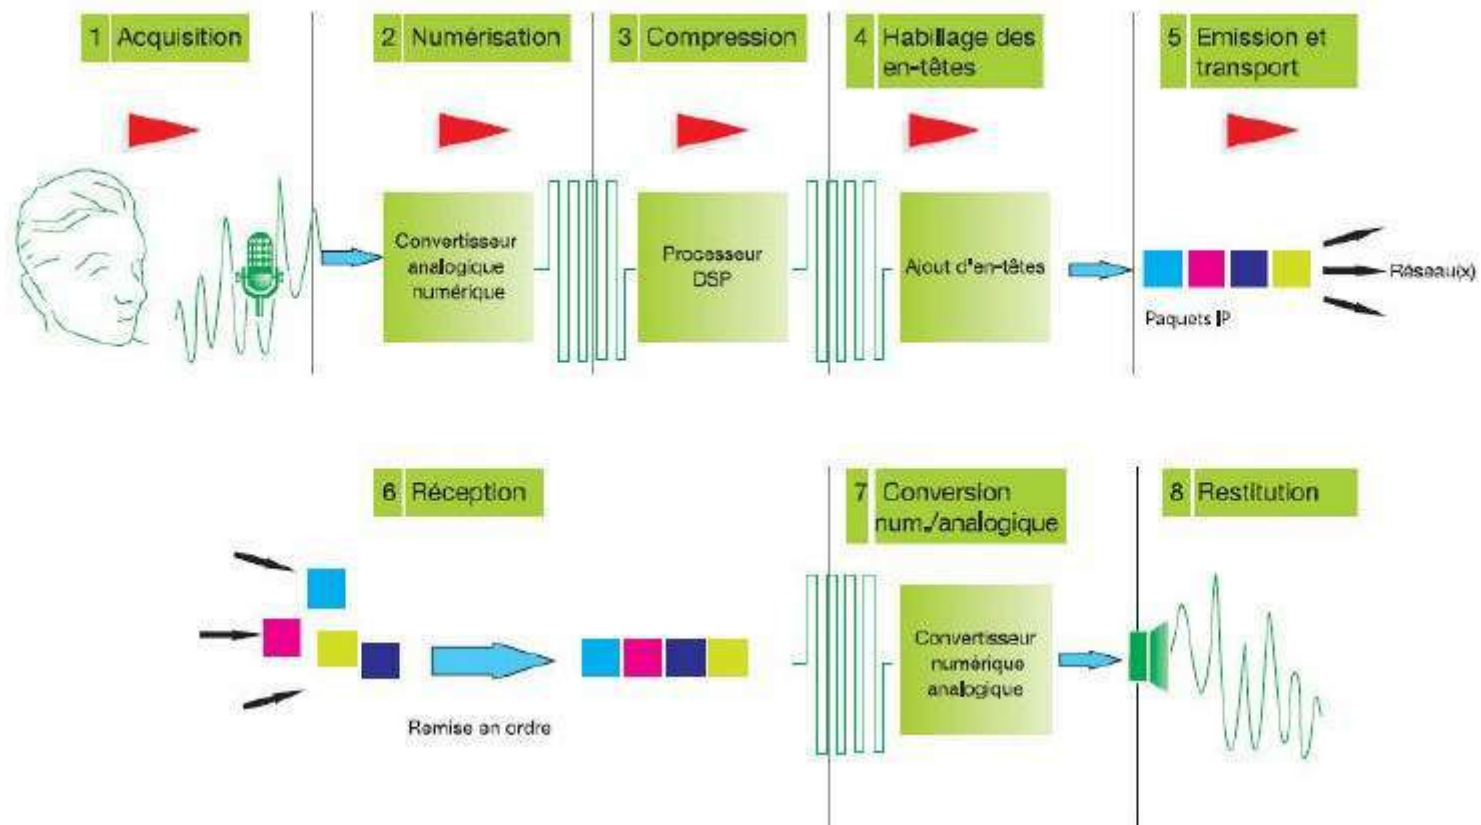 1 Acquisition
2 Numérisation
3 Compression
4 Habillage des
en-têtes
5 Emission et
transport
Convertisseur
analogique
numérique
Processeur
DSP
Ajout d'en-têtes
Réseau(x)
Paquets IP
6 Réception
7 Conversion
num./analogique
8 Restitution
Remise en ordre
Convertisseur
numérique
analogique